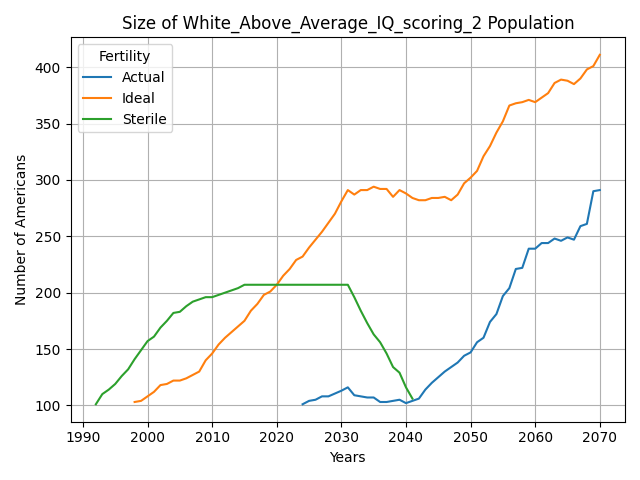 Size of White_Above_Average_IQ_scoring_2 Population
Fertility
Actual
Ideal
Sterile
Number of Americans
400
350
300
250
200
150
100
1990 2000 2010 2020 2030 2040 2050 2060 2070
Years